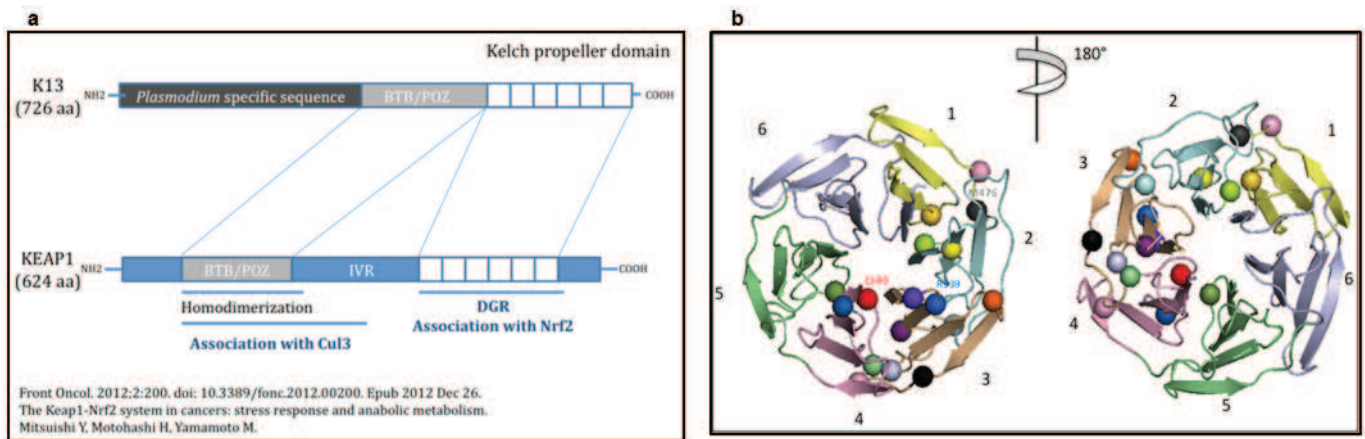 a
Kelch propeller domain
K13
(726 aa)
NH2
Plasmodium specific sequence
BTB/POZ
COOH
KEAP1
(624 aa)
NH2
BTB/POZ
IVR
COOH
Homodimerization
DGR
Association with Nrf2
Association with Cul3
Front Oncol. 2012;2:200. doi: 10.3389/fonc.2012.00200. Epub 2012 Dec 26.
The Keap1-Nrf2 system in cancers: stress response and anabolic metabolism.
Mitsuishi Y, Motohashi H, Yamamoto M.
b
180°
1
6
M476
2
5
R539
3
4
2
1
3
6
4
5